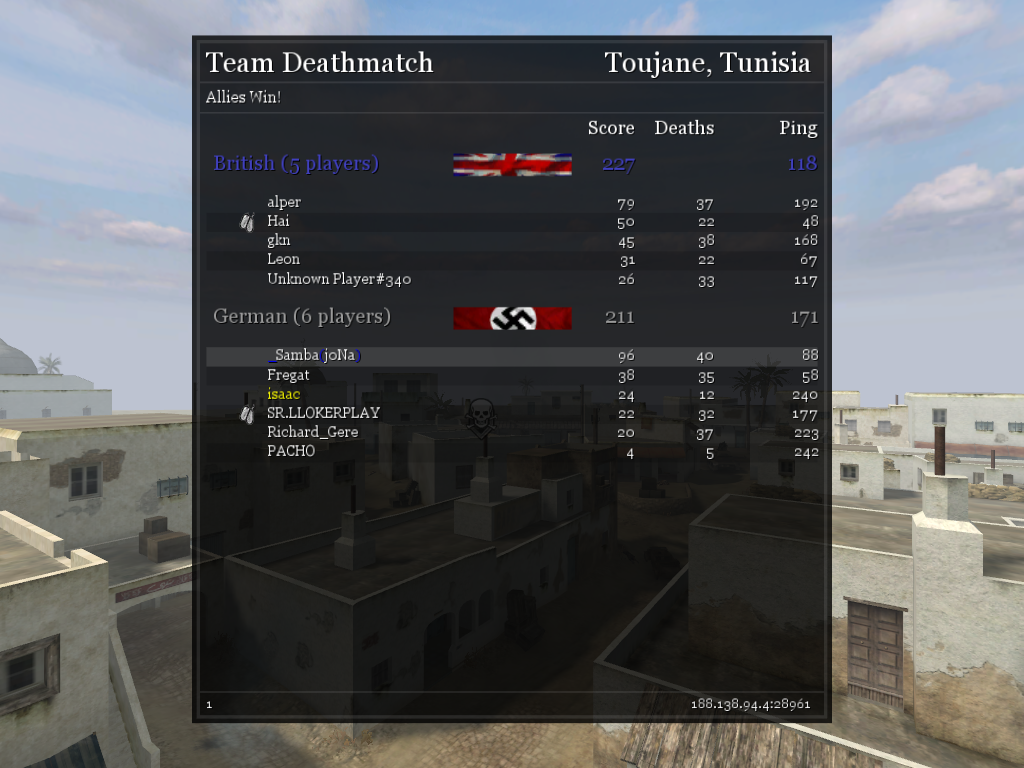 Team Deathmatch Toujane, Tunisia
Allies Win!
Score Deaths Ping
British (5 players) 227 118
alper 79 37 192
Hai 50 22 48
gkn 45 38 168
Leon 31 22 67
Unknown Player#340 26 33 117
German (6 players) 211 171
_Samba(joNa) 96 40 88
Fregat 38 35 58
isaac 24 12 240
SR.LLOKERPLAY 22 32 177
Richard_Gere 20 37 223
PACHO 4 5 242
1 188.138.94.4:28961